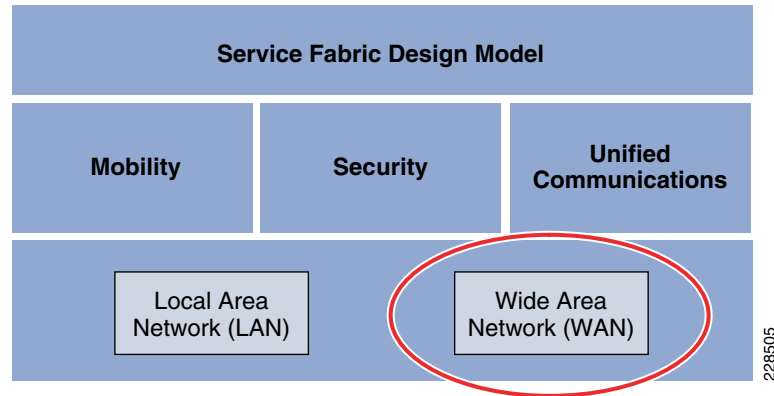 Service Fabric Design Model
Mobility
Security
Unified
Communications
Local Area
Network (LAN)
Wide Area
Network (WAN)
228505